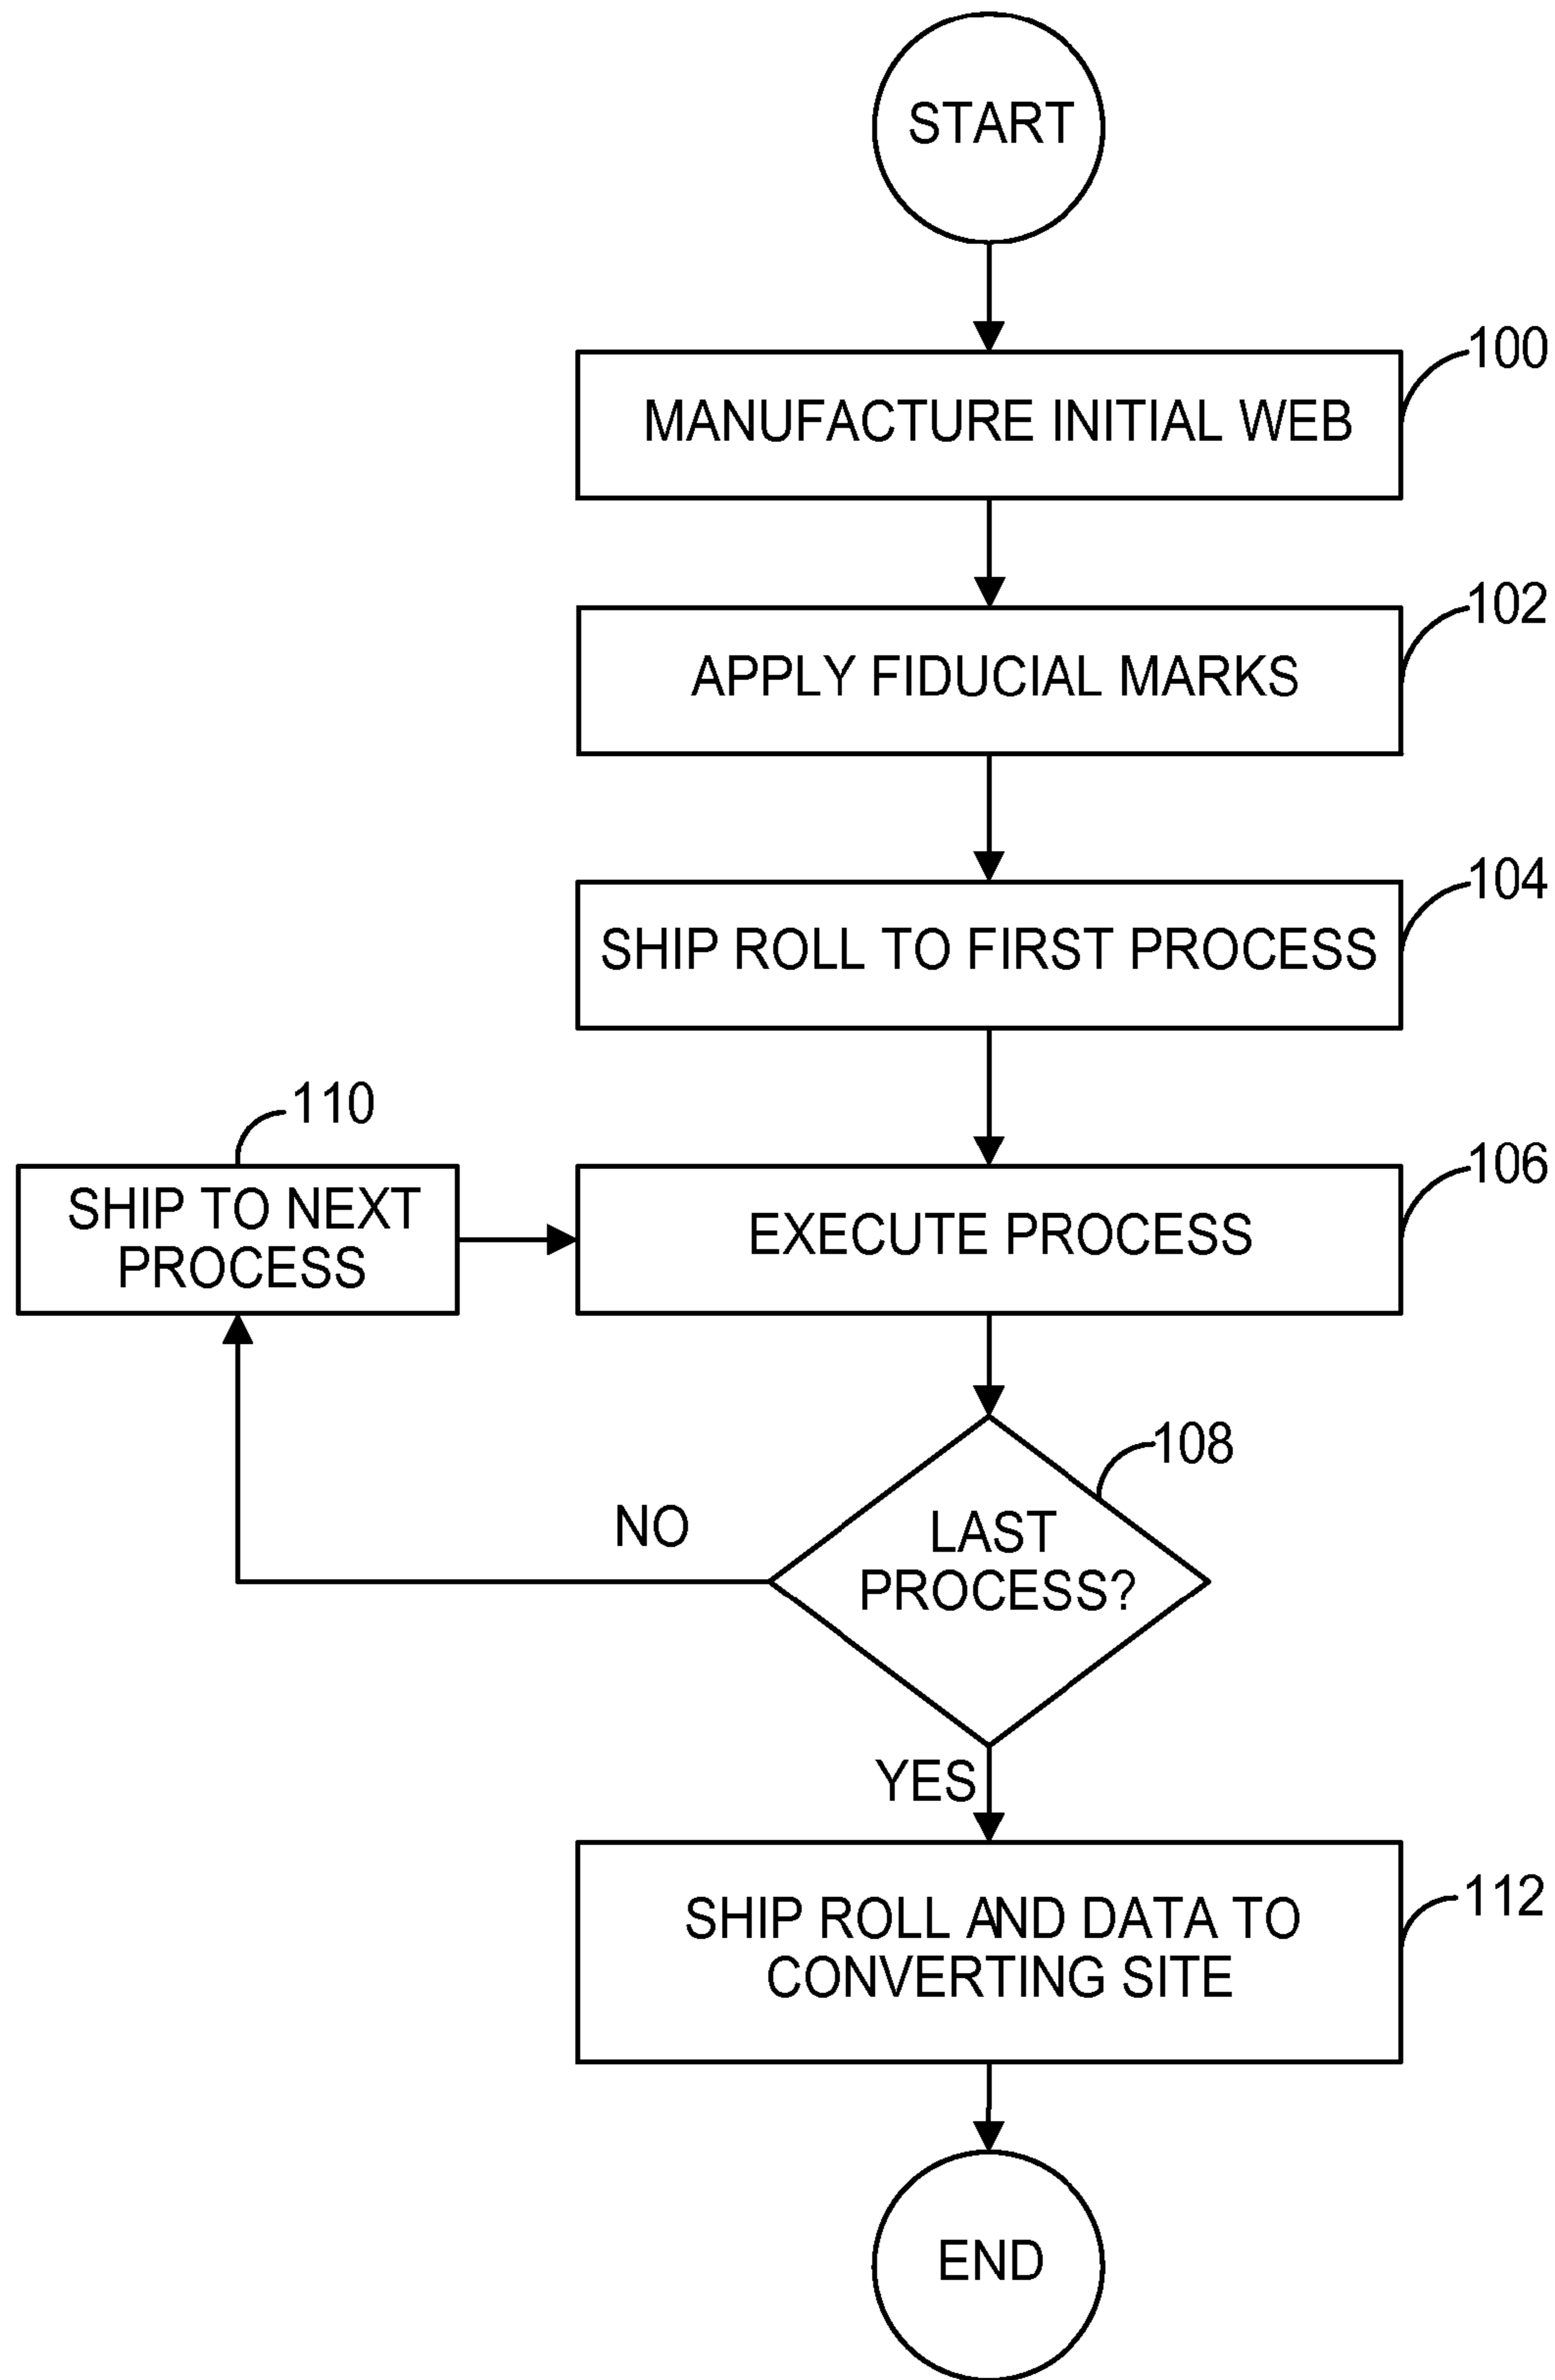 START
100
MANUFACTURE INITIAL WEB
102
APPLY FIDUCIAL MARKS
104
SHIP ROLL TO FIRST PROCESS
110
106
SHIP TO NEXT
PROCESS
EXECUTE PROCESS
108
NO
LAST
PROCESS?
YES
112
SHIP ROLL AND DATA TO
CONVERTING SITE
END